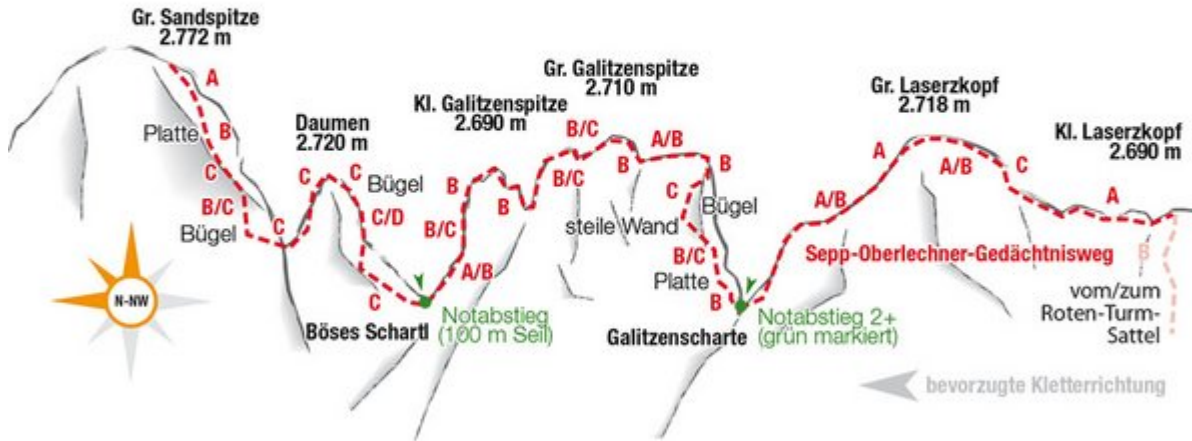 Gr. Sandspitze
2.772 m
A
Platte
B
C
B/C
Bügel
C
Daumen
2.720 m
C
C
Bügel
C/D
C
Böses Schartl
Notabstieg
(100 m Seil)
Kl. Galitzenspitze
2.690 m
B
B
B/C
A/B
Gr. Galitzenspitze
2.710 m
B/C
B/C
B
A/B
B
C
Bügel
steile Wand
B/C
Platte
B
Galitzenscharte
Notabstieg 2+
(grün markiert)
A/B
A
Gr. Laserzkopf
2.718 m
A/B
C
Kl. Laserzkopf
2.690 m
A
Sepp-Oberlechner-Gedächtnisweg
B
vom/zum
Roten-Turm-
Sattel
N-NW
bevorzugte Kletterrichtung